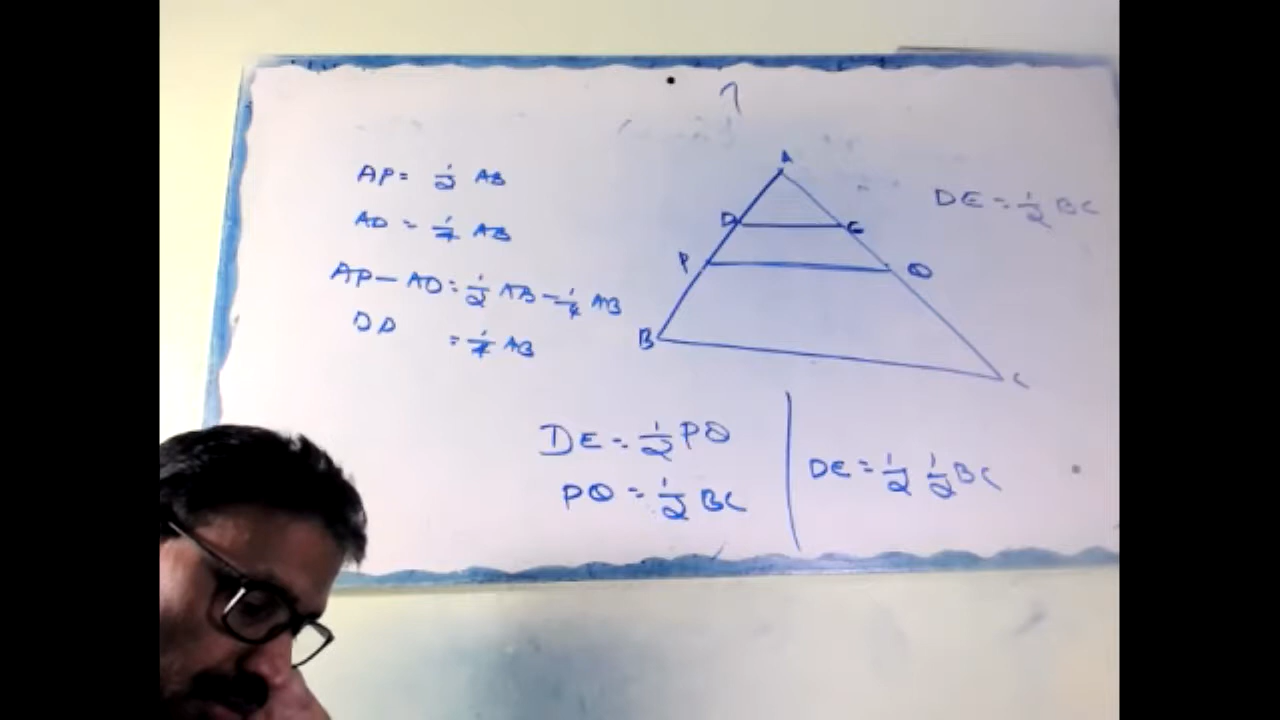 AP = 1/2 AB
AD = 1/4 AB
AP - AD = 1/2 AB - 1/4 AB
DP = 1/4 AB
A
D E
P Q
B
C
DE = 1/2 BC
DE = 1/2 PQ
PQ = 1/2 BC
DE = 1/2 1/2 BC